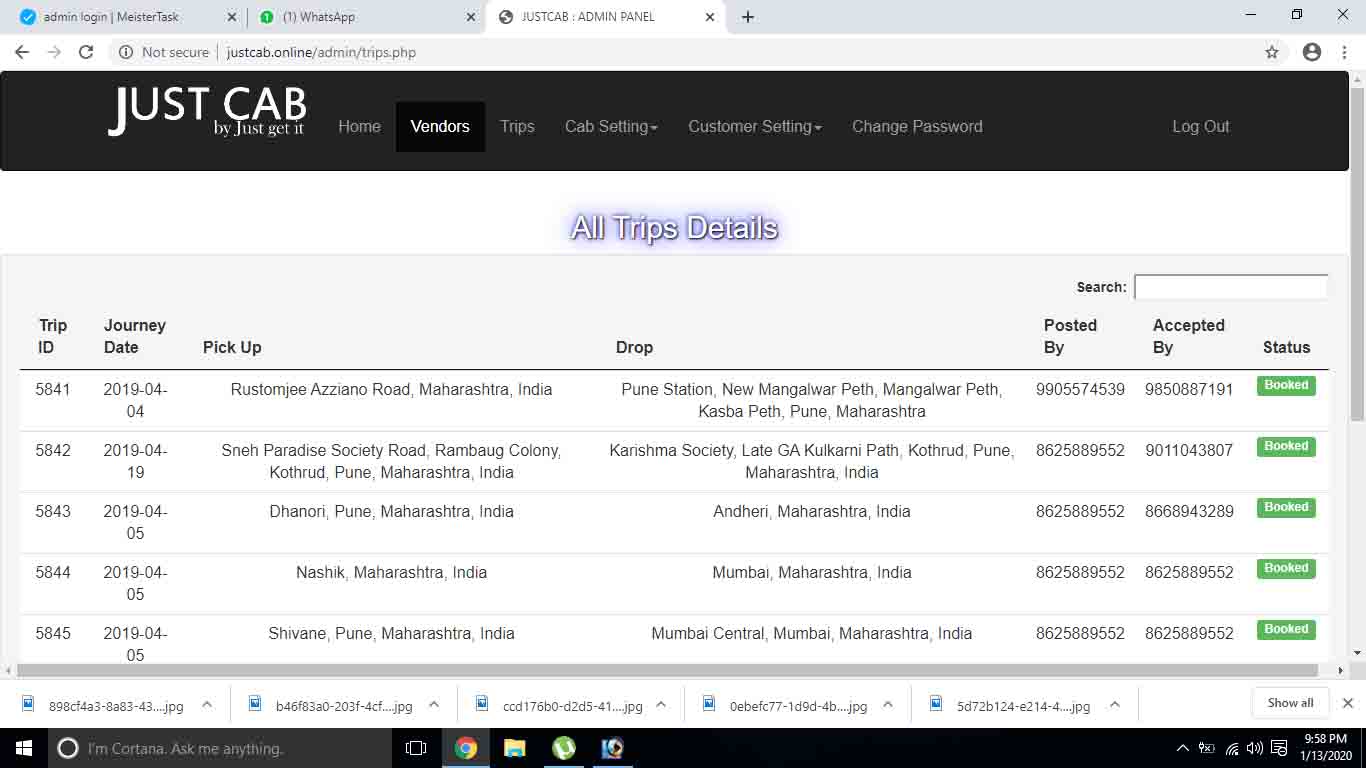 admin login | MeisterTask
(1) WhatsApp
JUSTCAB : ADMIN PANEL
Not secure | justcab.online/admin/trips.php
JUST CAB
by Just get it
Home Vendors Trips Cab Setting Customer Setting Change Password Log Out
All Trips Details
Search:
Trip ID Journey Date Pick Up Drop Posted By Accepted By Status
5841 2019-04- Rustomjee Azziano Road, Maharashtra, India Pune Station, New Mangalwar Peth, Mangalwar Peth, 9905574539 9850887191 Booked
04 Kasba Peth, Pune, Maharashtra
5842 2019-04- Sneh Paradise Society Road, Rambaug Colony, Karishma Society, Late GA Kulkarni Path, Kothrud, Pune, 8625889552 9011043807 Booked
19 Kothrud, Pune, Maharashtra, India Maharashtra, India
5843 2019-04- Dhanori, Pune, Maharashtra, India Andheri, Maharashtra, India 8625889552 8668943289 Booked
05
5844 2019-04- Nashik, Maharashtra, India Mumbai, Maharashtra, India 8625889552 8625889552 Booked
05
5845 2019-04- Shivane, Pune, Maharashtra, India Mumbai Central, Mumbai, Maharashtra, India 8625889552 8625889552 Booked
05
898cf4a3-8a83-43....jpg b46f83a0-203f-4cf....jpg ccd176b0-d2d5-41....jpg 0ebefc77-1d9d-4b....jpg 5d72b124-e214-4....jpg Show all
I'm Cortana. Ask me anything.
9:58 PM
1/13/2020